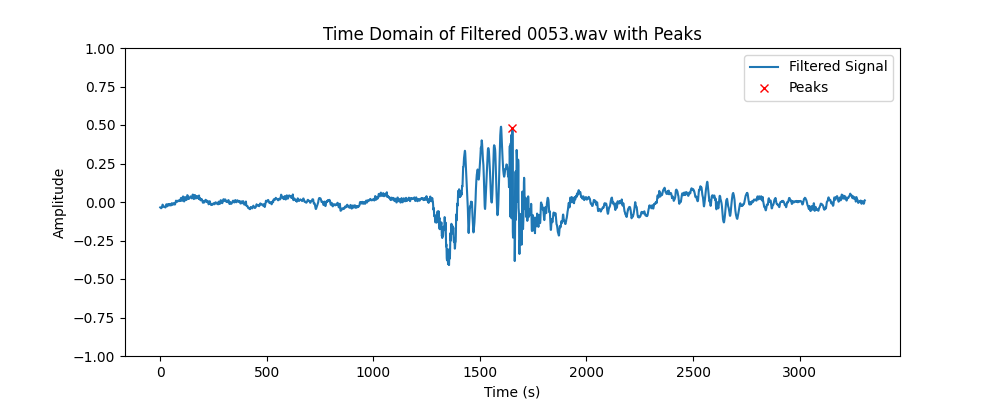 Time Domain of Filtered 0053.wav with Peaks
1.00
0.75
0.50
0.25
0.00
−0.25
−0.50
−0.75
−1.00
Amplitude
Filtered Signal
Peaks
0 500 1000 1500 2000 2500 3000
Time (s)